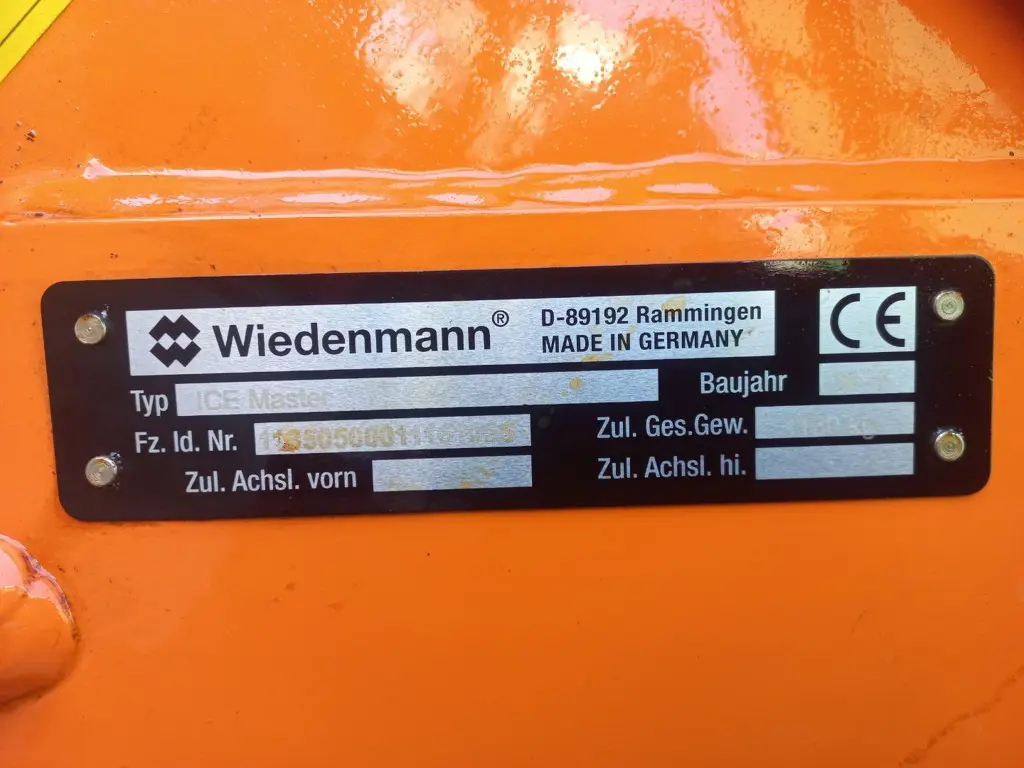 Wiedenmann® D-89192 Rammingen
MADE IN GERMANY
CE
Typ ICE Master
Baujahr
Fz. Id. Nr.
Zul. Ges.Gew.
Zul. Achsl. vorn
Zul. Achsl. hi.